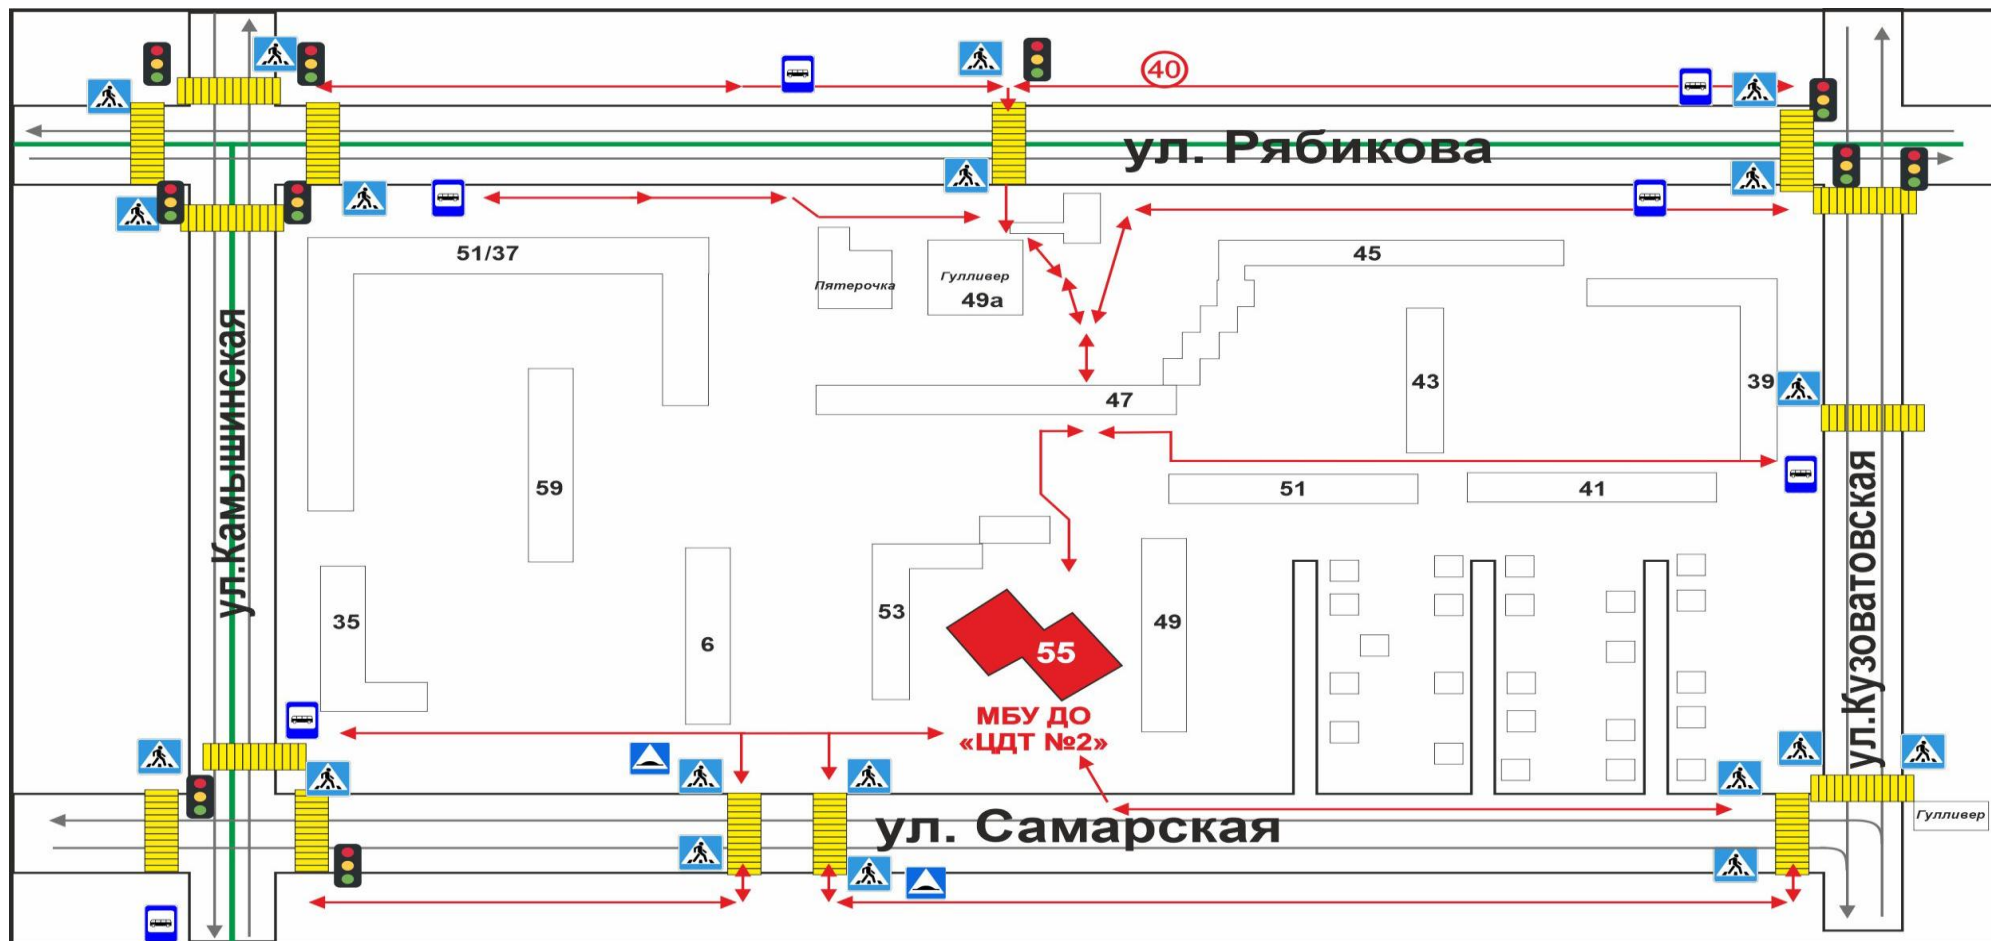 40
ул. Рябикова
51/37
45
Пятерочка
Гулливер
49а
ул.Камышинская
47
43
39
59
51
41
ул.Кузоватовская
35
6
53
55
49
МБУ ДО
«ЦДТ №2»
ул. Самарская
Гулливер